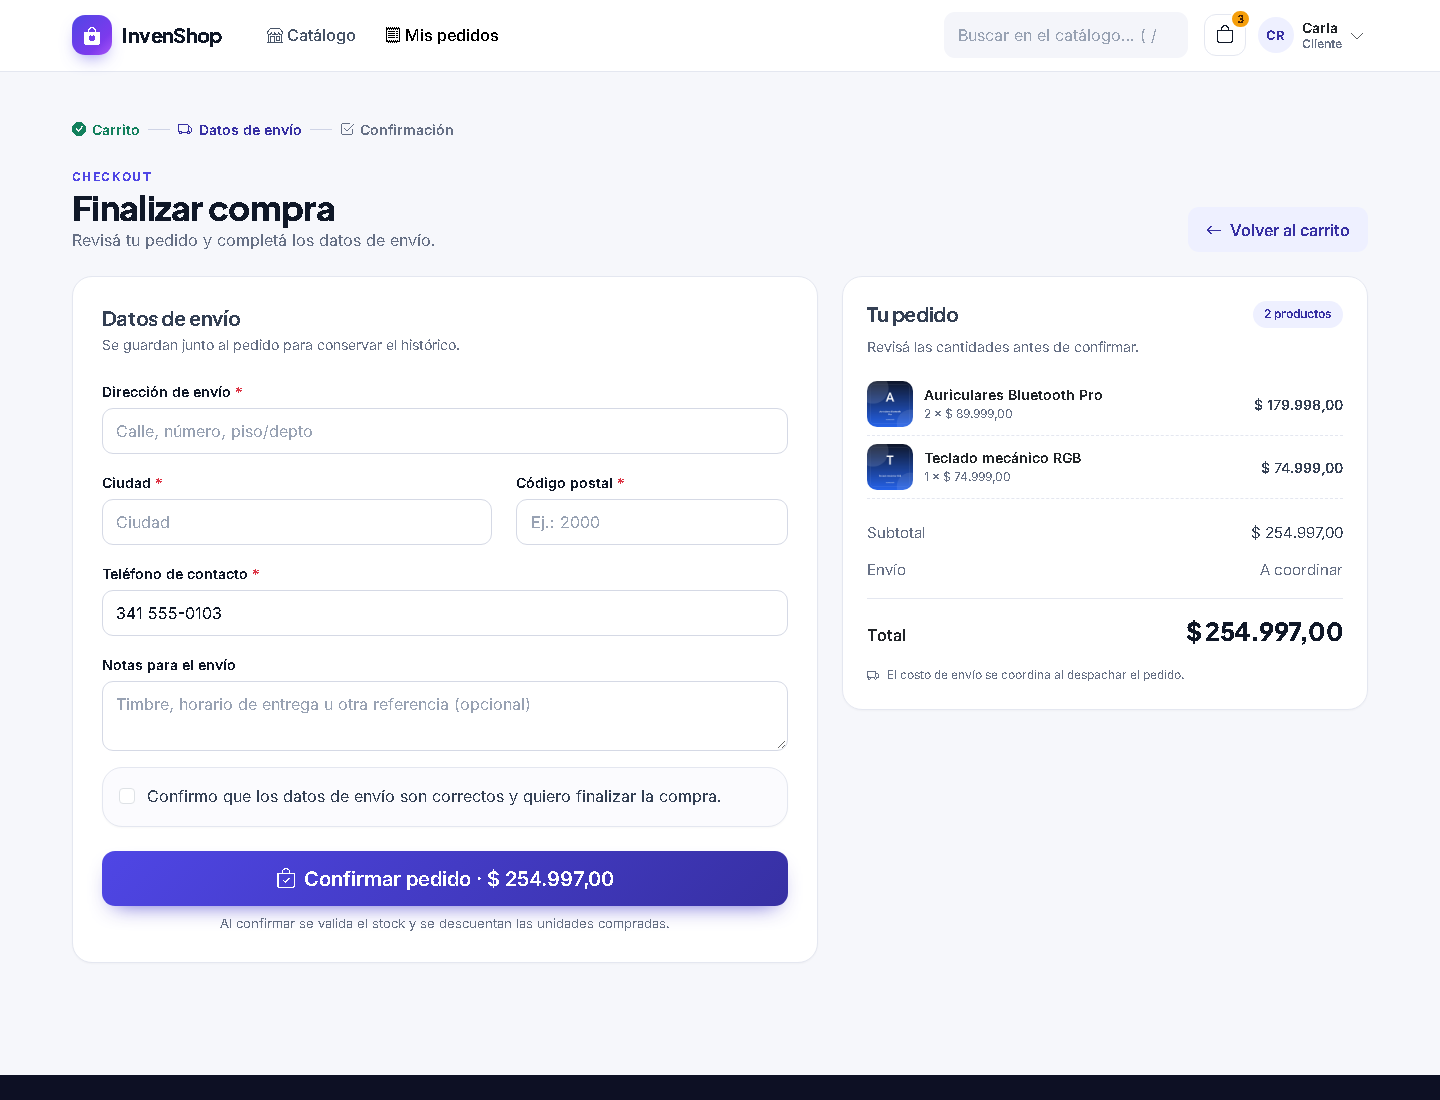 InvenShop
Catálogo
Mis pedidos
Buscar en el catálogo... ( /
3
CR
Carla
Cliente
Carrito
Datos de envío
Confirmación
CHECKOUT
Finalizar compra
Revisá tu pedido y completá los datos de envío.
Volver al carrito
Datos de envío
Se guardan junto al pedido para conservar el histórico.
Dirección de envío *
Calle, número, piso/depto
Ciudad *
Código postal *
Ciudad
Ej.: 2000
Teléfono de contacto *
341 555-0103
Notas para el envío
Timbre, horario de entrega u otra referencia (opcional)
Confirmo que los datos de envío son correctos y quiero finalizar la compra.
Confirmar pedido · $ 254.997,00
Al confirmar se valida el stock y se descuentan las unidades compradas.
Tu pedido
2 productos
Revisá las cantidades antes de confirmar.
A
Auriculares Bluetooth Pro
2 × $ 89.999,00
$ 179.998,00
T
Teclado mecánico RGB
1 × $ 74.999,00
$ 74.999,00
Subtotal
$ 254.997,00
Envío
A coordinar
Total
$ 254.997,00
El costo de envío se coordina al despachar el pedido.